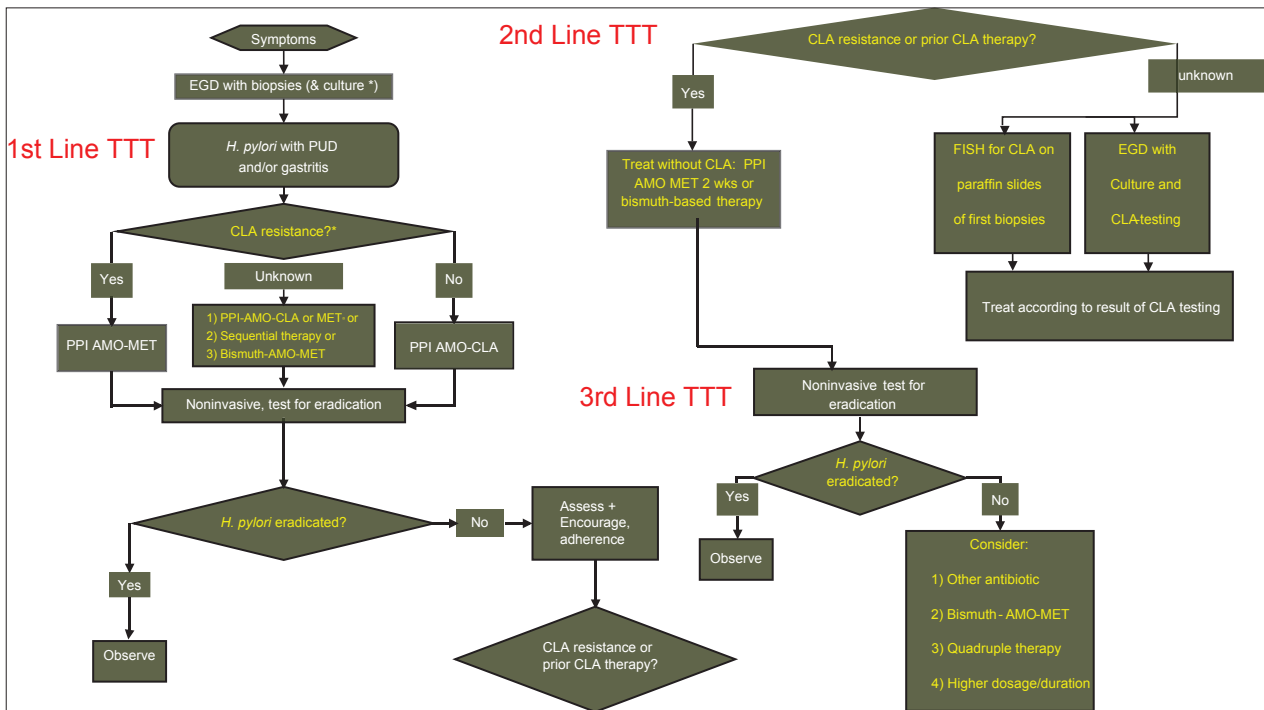 Symptoms
EGD with biopsies (& culture *)
1st Line TTT
H. pylori with PUD
and/or gastritis
CLA resistance?*
Yes
Unknown
No
PPI AMO-MET
1) PPI-AMO-CLA or MET- or
2) Sequential therapy or
3) Bismuth-AMO-MET
PPI AMO-CLA
Noninvasive, test for eradication
H. pylori eradicated?
No
Assess +
Encourage,
adherence
Yes
Observe
CLA resistance or
prior CLA therapy?
2nd Line TTT
CLA resistance or prior CLA therapy?
Yes
unknown
Treat without CLA: PPI
AMO MET 2 wks or
bismuth-based therapy
FISH for CLA on
paraffin slides
of first biopsies
EGD with
Culture and
CLA-testing
Treat according to result of CLA testing
3rd Line TTT
Noninvasive test for
eradication
H. pylori
eradicated?
Yes
No
Observe
Consider:
1) Other antibiotic
2) Bismuth - AMO-MET
3) Quadruple therapy
4) Higher dosage/duration